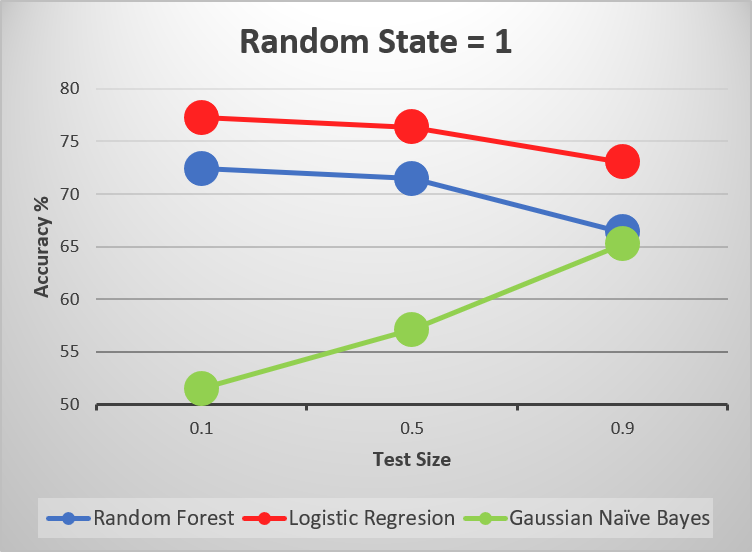 Random State = 1
80
75
70
65
60
55
50
Accuracy %
0.1 0.5 0.9
Test Size
Random Forest Logistic Regresion Gaussian Naïve Bayes